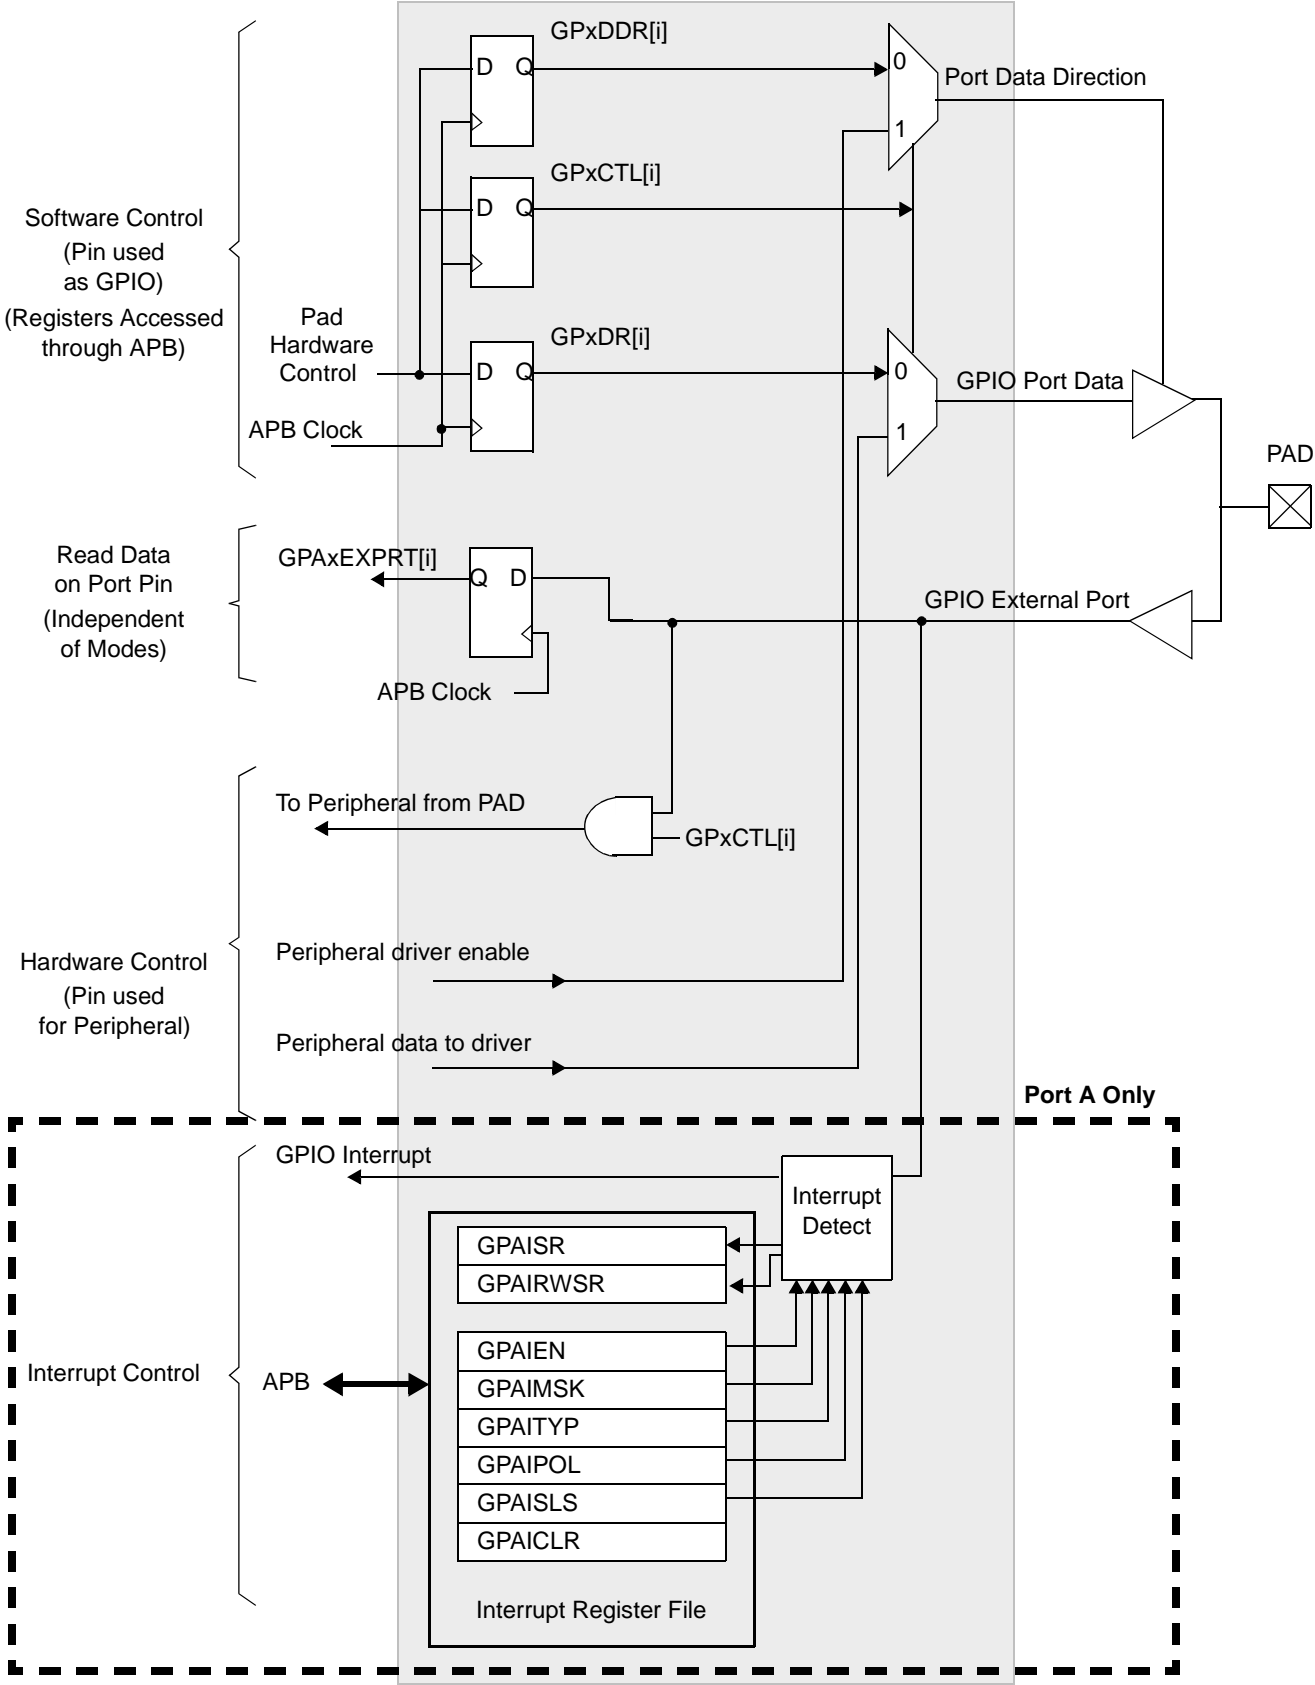 GPxDDR[i]
D Q
0
Port Data Direction
1
GPxCTL[i]
D Q
Software Control
(Pin used
as GPIO)
(Registers Accessed
through APB)
Pad
Hardware
Control
GPxDR[i]
D Q
0
GPIO Port Data
APB Clock
1
PAD
Read Data
on Port Pin
(Independent
of Modes)
GPAxEXPRT[i]
Q D
GPIO External Port
APB Clock
To Peripheral from PAD
GPxCTL[i]
Hardware Control
(Pin used
for Peripheral)
Peripheral driver enable
Peripheral data to driver
Port A Only
GPIO Interrupt
Interrupt
Detect
GPAISR
GPAIRWSR
Interrupt Control
APB
GPAIEN
GPAIMSK
GPAITYP
GPAIPOL
GPAISLS
GPAICLR
Interrupt Register File